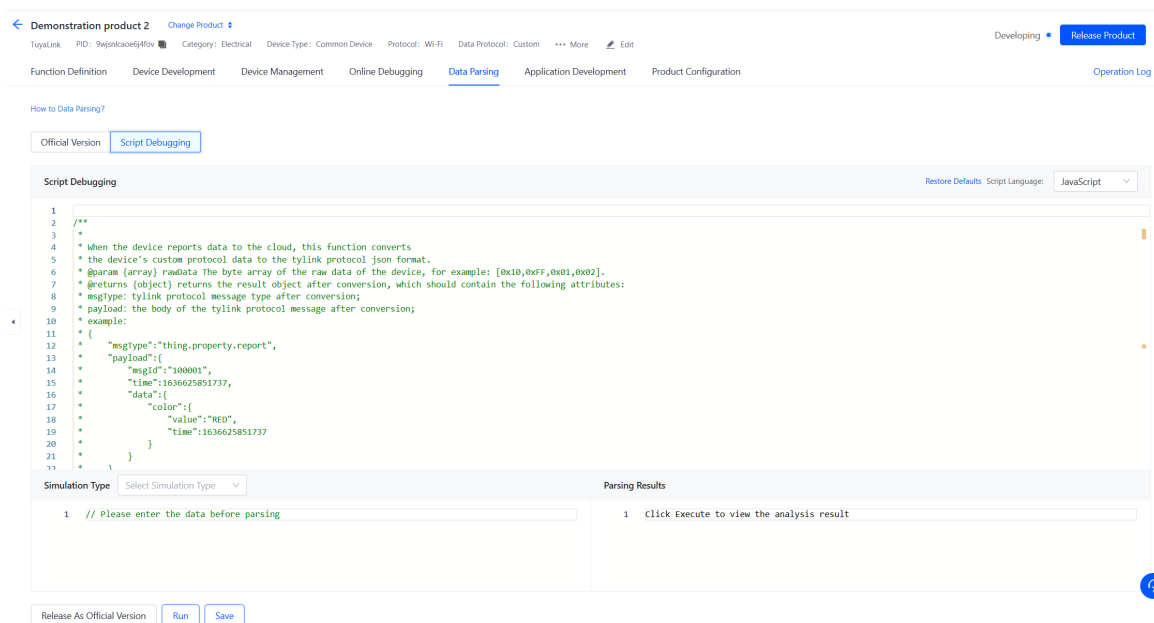 Demonstration product 2 Change Product
TuyaLink PID: 9wjsnlcaoe6j4fov Category: Electrical Device Type: Common Device Protocol: Wi-Fi Data Protocol: Custom ··· More Edit
Developing Release Product
Function Definition Device Development Device Management Online Debugging Data Parsing Application Development Product Configuration Operation Log
How to Data Parsing?
Official Version Script Debugging
Script Debugging Restore Defaults Script Language: JavaScript
1
2 /**
3 *
4 * When the device reports data to the cloud, this function converts
5 * the device's custom protocol data to the tylink protocol json format.
6 * @param {array} rawData The byte array of the raw data of the device, for example: [0x10,0xFF,0x01,0x02].
7 * @returns {object} returns the result object after conversion, which should contain the following attributes:
8 * msgType: tylink protocol message type after conversion;
9 * payload: the body of the tylink protocol message after conversion;
10 * example:
11 * {
12 * "msgType":"thing.property.report",
13 * "payload":{
14 * "msgId":"100001",
15 * "time":1636625851737,
16 * "data":{
17 * "color":{
18 * "value":"RED",
19 * "time":1636625851737
20 * }
21 * }
22 * }
Simulation Type Select Simulation Type Parsing Results
1 // Please enter the data before parsing
1 Click Execute to view the analysis result
Release As Official Version Run Save